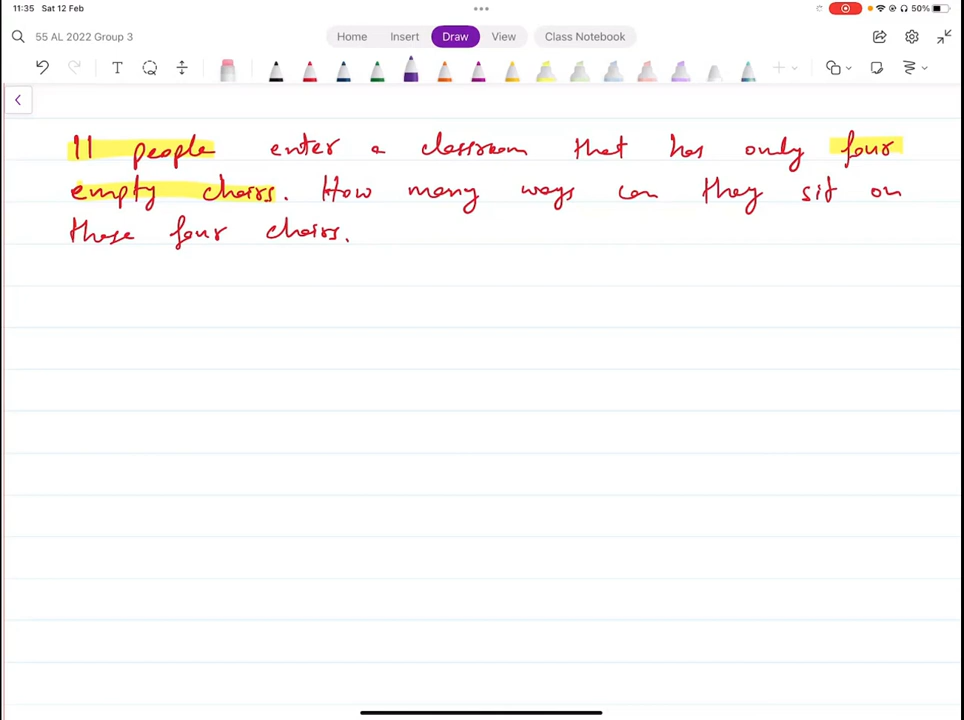 11:35 Sat 12 Feb
50%
55 AL 2022 Group 3
Home Insert Draw View Class Notebook
T
11 people enter a classroom that has only four
empty chairs. How many ways can they sit on
these four chairs.